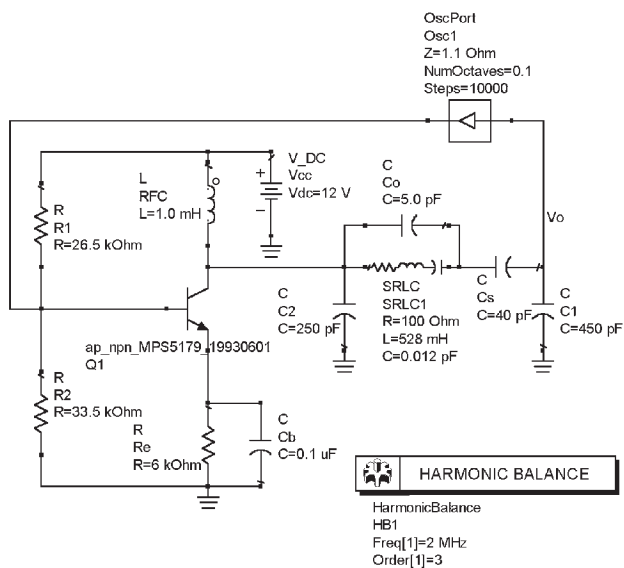 OscPort
Osc1
Z=1.1 Ohm
NumOctaves=0.1
Steps=10000
L
RFC
L=1.0 mH
+
−
V_DC
Vcc
Vdc=12 V
C
Co
C=5.0 pF
Vo
R
R1
R=26.5 kOhm
C
C2
C=250 pF
SRLC
SRLC1
R=100 Ohm
L=528 mH
C=0.012 pF
C
Cs
C=40 pF
C
C1
C=450 pF
ap_npn_MPS5179_19930601
Q1
R
R2
R=33.5 kOhm
R
Re
R=6 kOhm
C
Cb
C=0.1 uF
HARMONIC BALANCE
HarmonicBalance
HB1
Freq[1]=2 MHz
Order[1]=3